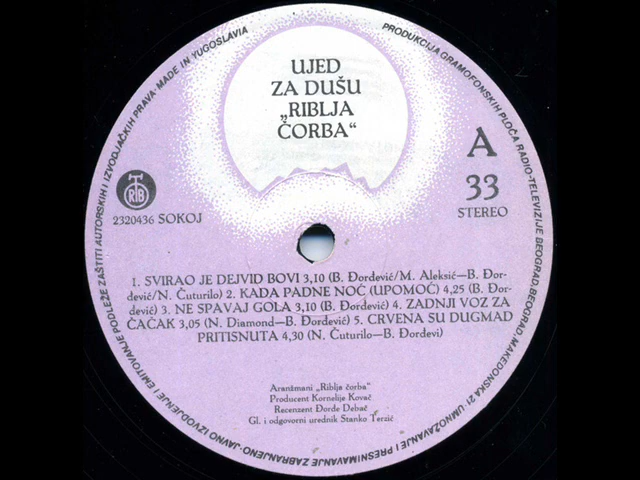 UJED
ZA DUŠU
„RIBLJA
ČORBA“
A
33
STEREO
RTB
2320436 SOKOJ
1. SVIRAO JE DEJVID BOVI 3,10 (B. Đorđević/M. Aleksić—B. Đor-
đević/N. Čuturilo) 2. KADA PADNE NOĆ (UPOMOĆ) 4,25 (B. Đor-
đević) 3. NE SPAVAJ GOLA 3,10 (B. Đorđević) 4. ZADNJI VOZ ZA
ČAČAK 3,05 (N. Diamond—B. Đorđević) 5. CRVENA SU DUGMAD
PRITISNUTA 4,30 (N. Čuturilo—B. Đorđevi)
Aranžmani „Riblja čorba“
Producent Kornelije Kovač
Recenzent Đorđe Debač
Gl. i odgovorni urednik Stanko Terzić
PRODUKCIJA GRAMOFONSKIH PLOČA RADIO-TELEVIZIJE BEOGRAD, BEOGRAD, MAKEDONSKA 21 · UMNOŽAVANJE I PRESNIMAVANJE ZABRANJENO · JAVNO IZVODJENJE I EMITOVANJE PODLEŽE ZAŠTITI AUTORSKIH I IZVODJAČKIH PRAVA · MADE IN YUGOSLAVIA